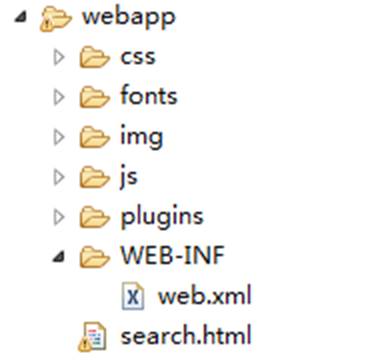 webapp
css
fonts
img
js
plugins
WEB-INF
web.xml
search.html